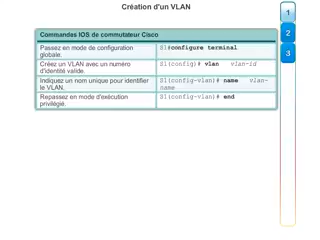 Création d'un VLAN
1
2
3
Commandes IOS de commutateur Cisco
Passez en mode de configuration
globale.
S1#configure terminal
Créez un VLAN avec un numéro
d'identité valide.
S1(config)# vlan vlan-id
Indiquez un nom unique pour identifier
le VLAN.
S1(config-vlan)# name vlan-
name
Repassez en mode d'exécution
privilégié.
S1(config-vlan)# end